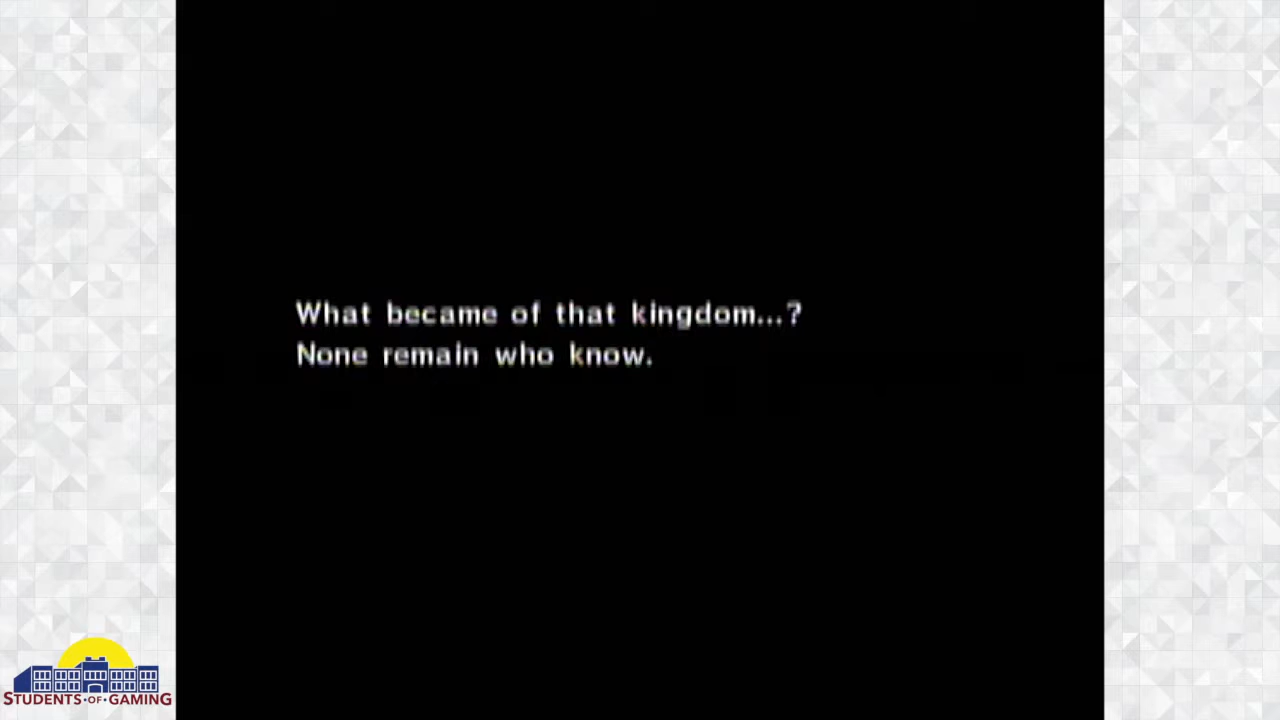 What became of that kingdom...?
None remain who know.
STUDENTS·OF·GAMING